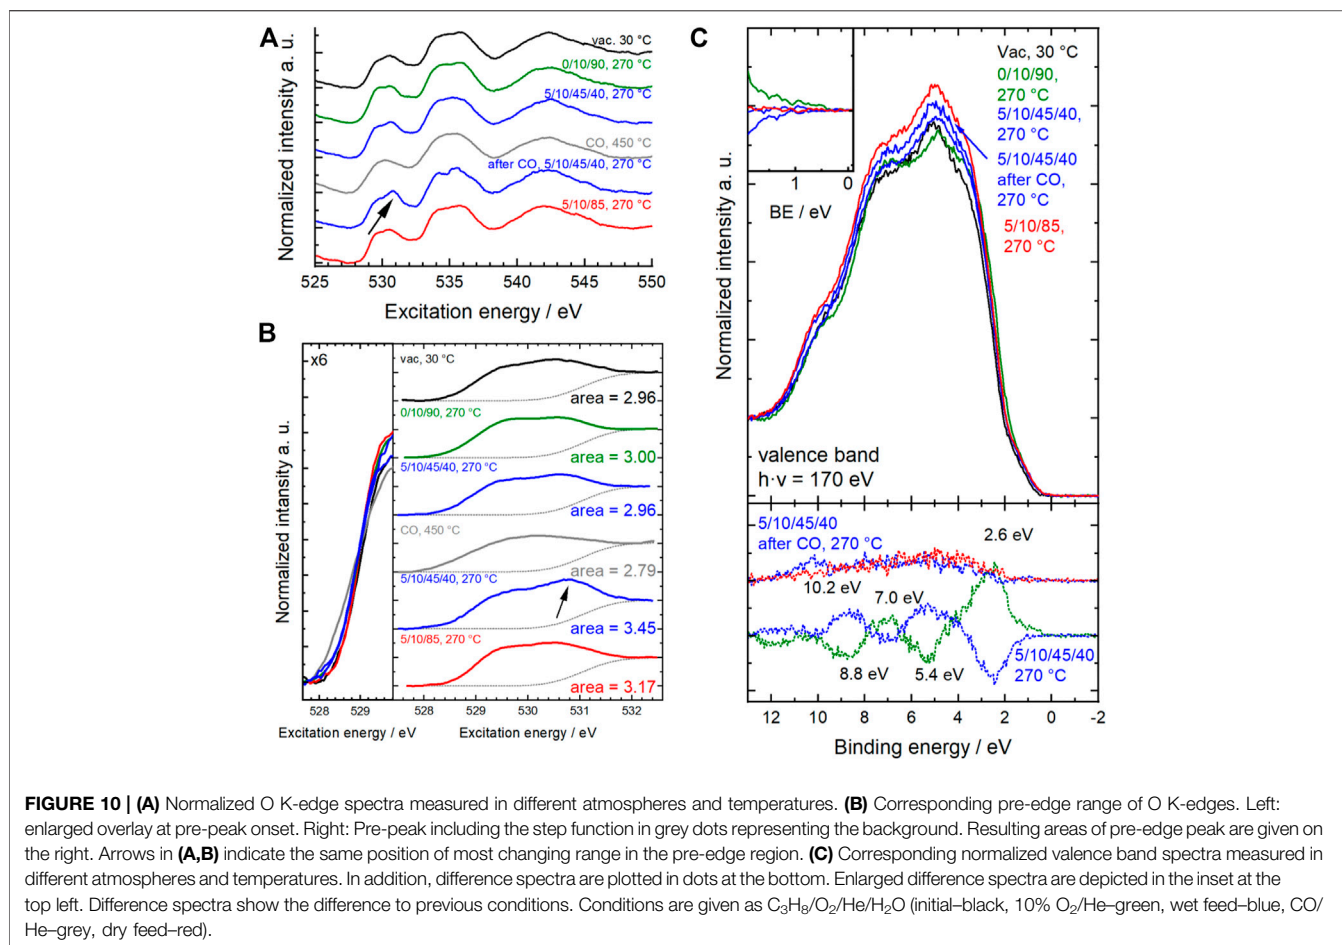 A
Normalized intensity a. u.
vac. 30 °C
0/10/90, 270 °C
5/10/45/40, 270 °C
CO, 450 °C
after CO, 5/10/45/40, 270 °C
5/10/85, 270 °C
525 530 535 540 545 550
Excitation energy / eV
B
Normalized intansity a. u.
x6
528 529
Excitation energy / eV
vac, 30 °C
area = 2.96
0/10/90, 270 °C
area = 3.00
5/10/45/40, 270 °C
area = 2.96
CO, 450 °C
area = 2.79
5/10/45/40, 270 °C
area = 3.45
5/10/85, 270 °C
area = 3.17
528 529 530 531 532
Excitation energy / eV
C
Normalized intensity a. u.
1 0
BE / eV
Vac, 30 °C
0/10/90,
270 °C
5/10/45/40,
270 °C
5/10/45/40
after CO,
270 °C
5/10/85,
270 °C
valence band
h·v = 170 eV
5/10/45/40
after CO, 270 °C
2.6 eV
10.2 eV
7.0 eV
8.8 eV
5.4 eV
5/10/45/40
270 °C
12 10 8 6 4 2 0 -2
Binding energy / eV
FIGURE 10 | (A) Normalized O K-edge spectra measured in different atmospheres and temperatures. (B) Corresponding pre-edge range of O K-edges. Left:
enlarged overlay at pre-peak onset. Right: Pre-peak including the step function in grey dots representing the background. Resulting areas of pre-edge peak are given on
the right. Arrows in (A,B) indicate the same position of most changing range in the pre-edge region. (C) Corresponding normalized valence band spectra measured in
different atmospheres and temperatures. In addition, difference spectra are plotted in dots at the bottom. Enlarged difference spectra are depicted in the inset at the
top left. Difference spectra show the difference to previous conditions. Conditions are given as C₃H₈/O₂/He/H₂O (initial–black, 10% O₂/He–green, wet feed–blue, CO/
He–grey, dry feed–red).